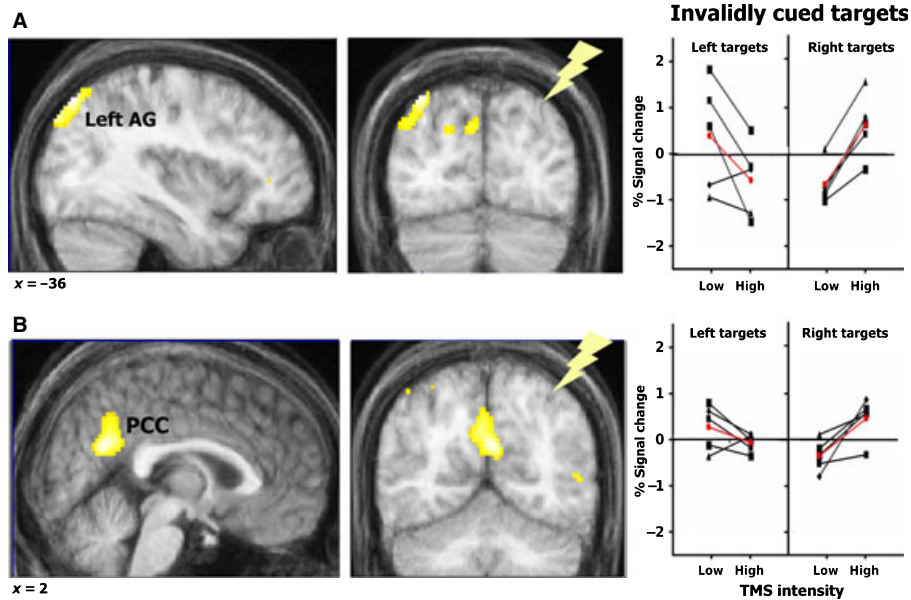 A
Invalidly cued targets
Left AG
x = –36
% Signal change
Left targets
Right targets
2
1
0
–1
–2
Low High
Low High
B
PCC
x = 2
% Signal change
Left targets
Right targets
2
1
0
–1
–2
Low High
Low High
TMS intensity